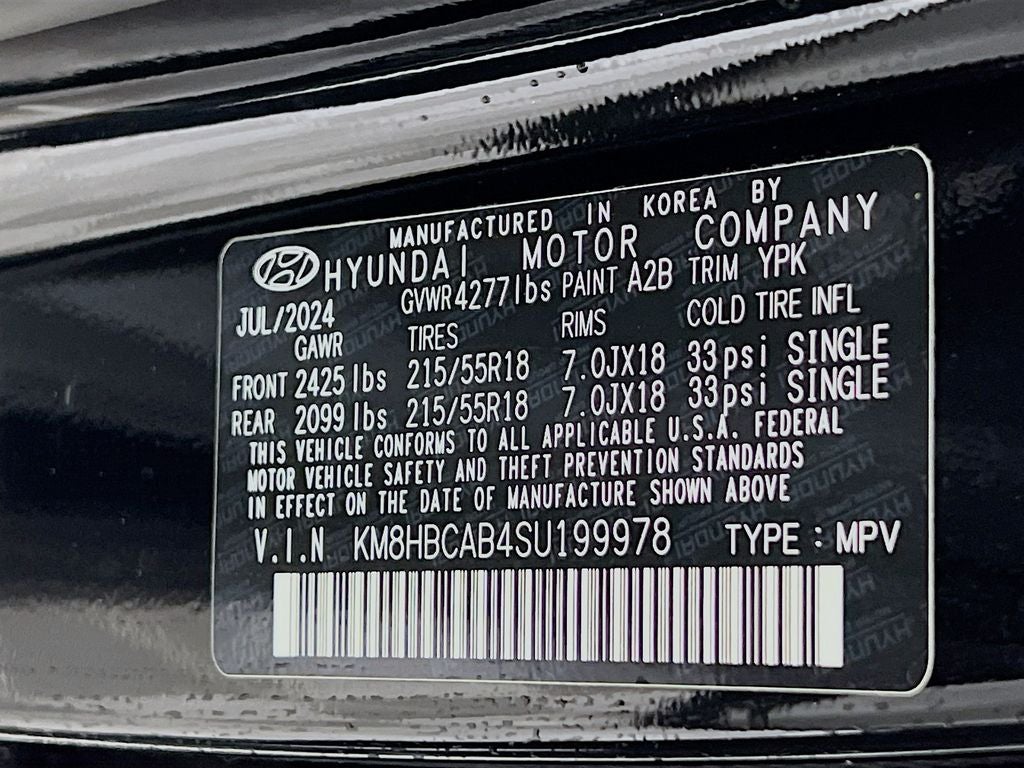 MANUFACTURED IN KOREA BY
HYUNDAI MOTOR COMPANY
JUL/2024 GVWR 4277lbs PAINT A2B TRIM YPK
GAWR TIRES RIMS COLD TIRE INFL
FRONT 2425 lbs 215/55R18 7.0JX18 33psi SINGLE
REAR 2099 lbs 215/55R18 7.0JX18 33psi SINGLE
THIS VEHICLE CONFORMS TO ALL APPLICABLE U.S.A. FEDERAL
MOTOR VEHICLE SAFETY AND THEFT PREVENTION STANDARDS
IN EFFECT ON THE DATE OF MANUFACTURE SHOWN ABOVE
V.I.N KM8HBCAB4SU199978 TYPE : MPV